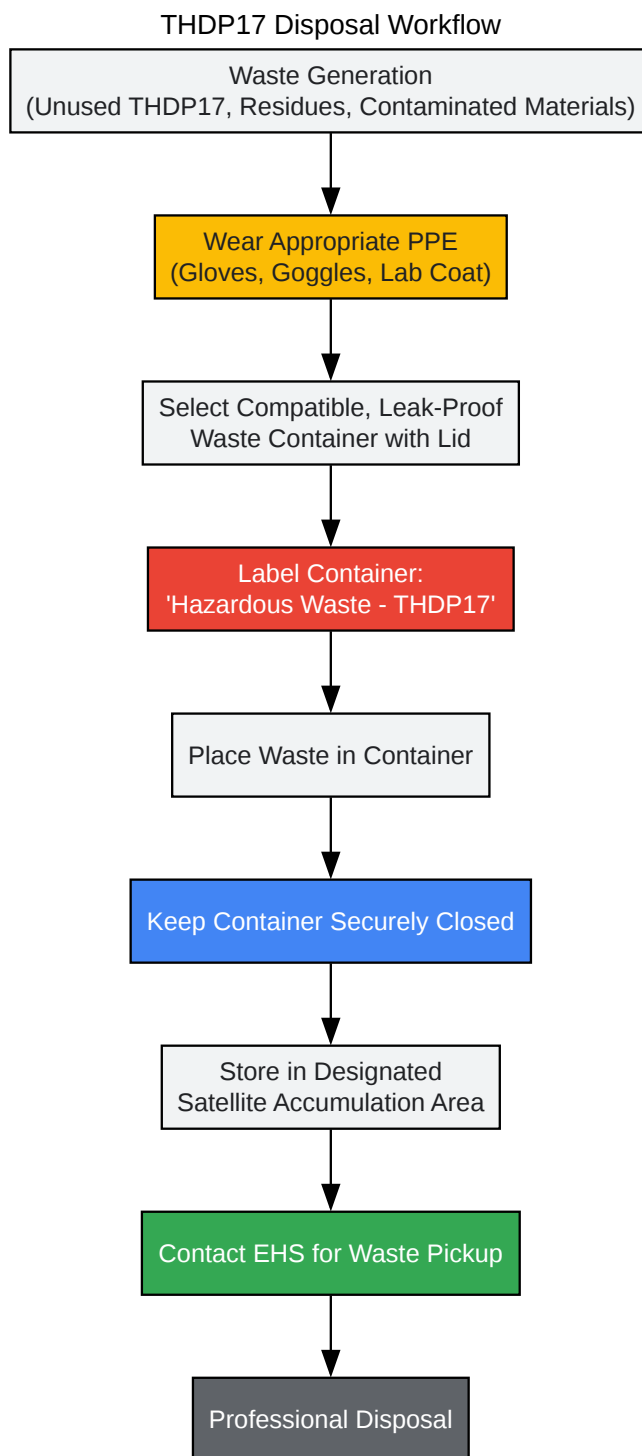 THDP17 Disposal Workflow
Waste Generation
(Unused THDP17, Residues, Contaminated Materials)
Wear Appropriate PPE
(Gloves, Goggles, Lab Coat)
Select Compatible, Leak-Proof
Waste Container with Lid
Label Container:
'Hazardous Waste - THDP17'
Place Waste in Container
Keep Container Securely Closed
Store in Designated
Satellite Accumulation Area
Contact EHS for Waste Pickup
Professional Disposal